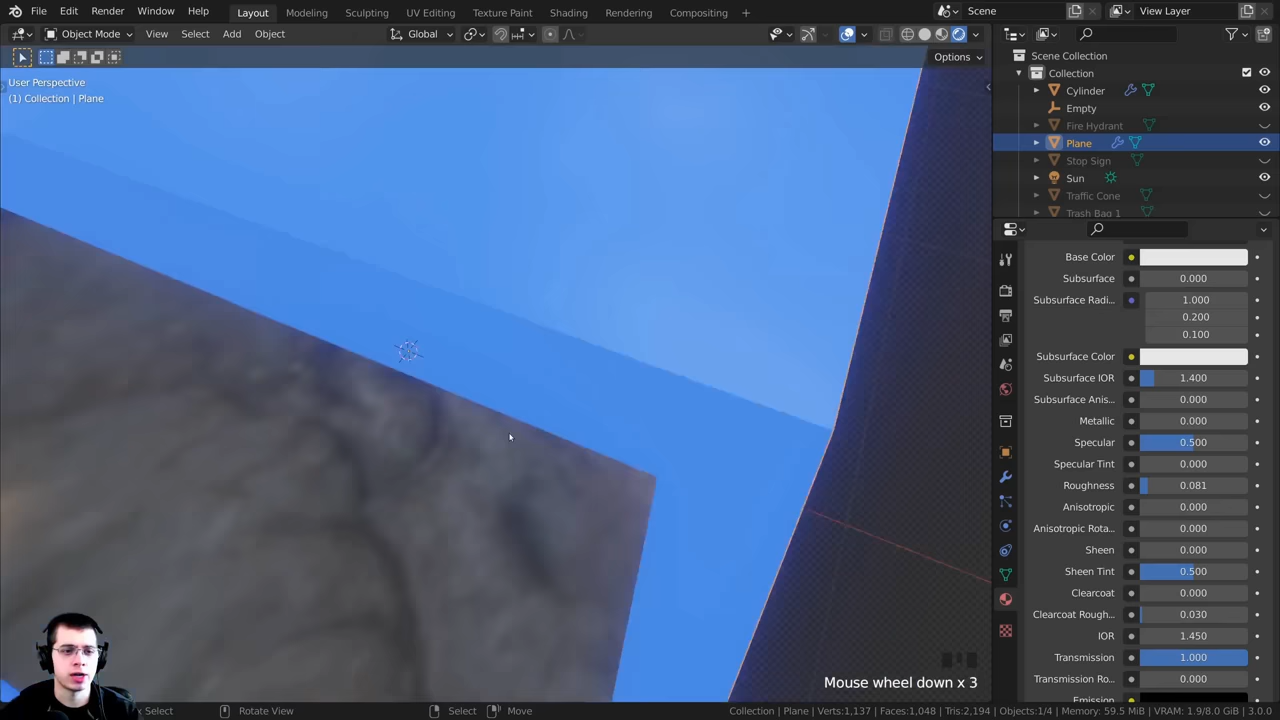 File Edit Render Window Help Layout Modeling Sculpting UV Editing Texture Paint Shading Rendering Compositing + Scene View Layer
Object Mode View Select Add Object Global
Options
User Perspective
(1) Collection | Plane
Scene Collection
Collection
Cylinder
Empty
Fire Hydrant
Plane
Stop Sign
Sun
Traffic Cone
Trash Bag 1
Base Color
Subsurface 0.000
Subsurface Radi... 1.000
0.200
0.100
Subsurface Color
Subsurface IOR 1.400
Subsurface Anis... 0.000
Metallic 0.000
Specular 0.500
Specular Tint 0.000
Roughness 0.081
Anisotropic 0.000
Anisotropic Rota... 0.000
Sheen 0.000
Sheen Tint 0.500
Clearcoat 0.000
Clearcoat Rough... 0.030
IOR 1.450
Transmission 1.000
Transmission Ro... 0.000
Emission
Mouse wheel down x 3
Select Rotate View Select Move Collection | Plane | Verts:1,137 | Faces:1,048 | Tris:2,194 | Objects:1/4 | Memory: 59.5 MiB | VRAM: 1.9/8.0 GiB | 3.0.0